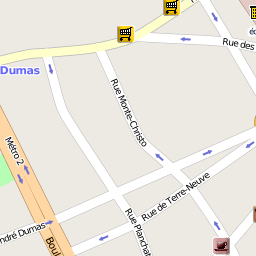 Rue des
Dumas
Rue Monte-Christo
Métro 2
Rue de Terre-Neuve
ndré Dumas
Rue Planchat
Boul